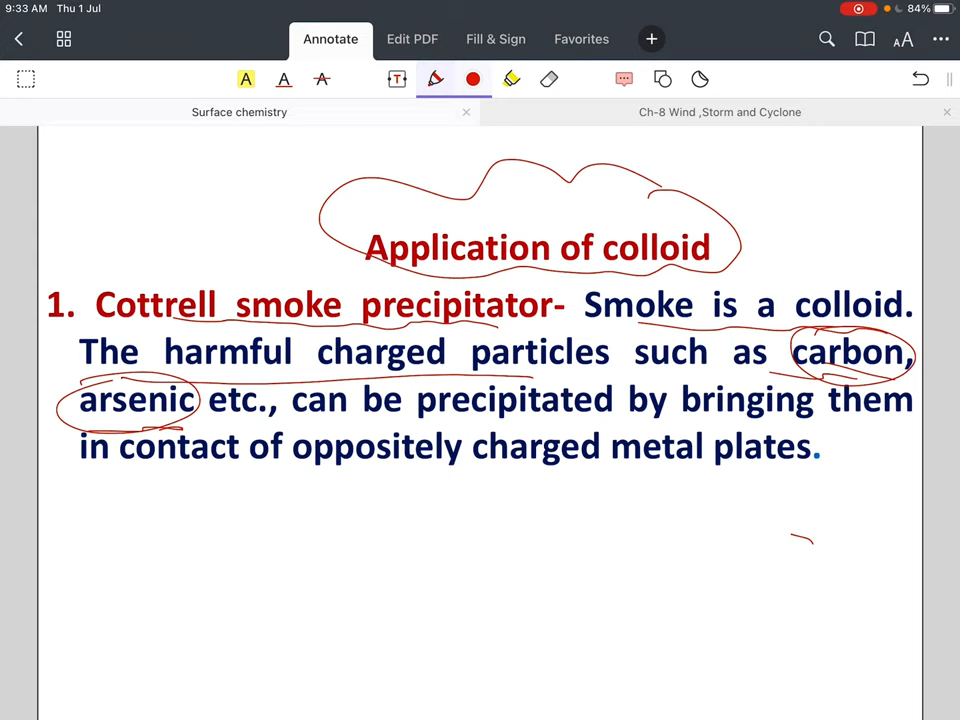 9:33 AM Thu 1 Jul 84%
Annotate Edit PDF Fill & Sign Favorites AA
A A A T
Surface chemistry Ch-8 Wind ,Storm and Cyclone
Application of colloid
1. Cottrell smoke precipitator- Smoke is a colloid.
The harmful charged particles such as carbon,
arsenic etc., can be precipitated by bringing them
in contact of oppositely charged metal plates.